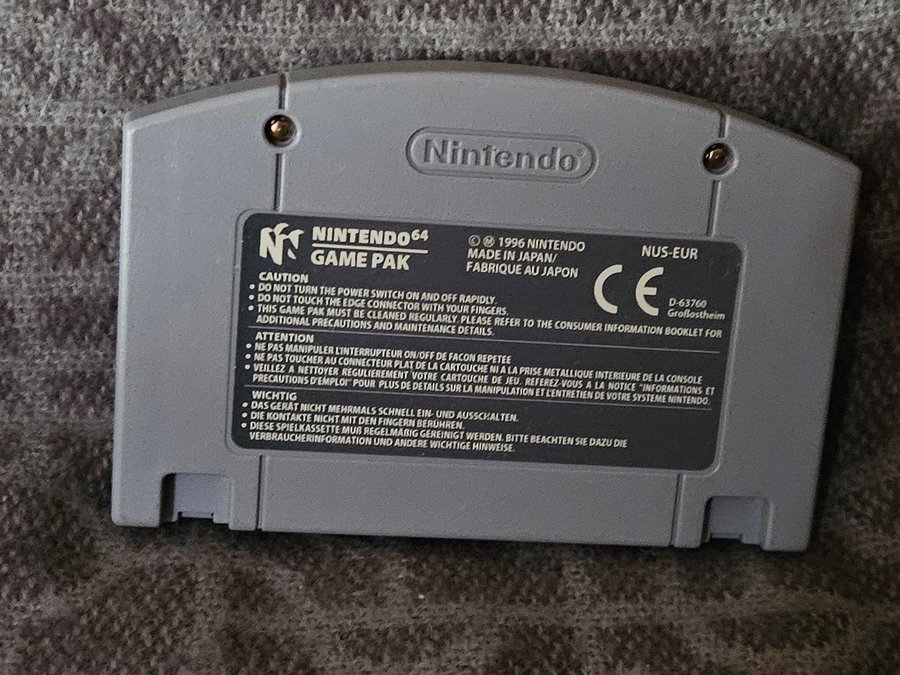 Nintendo®
NINTENDO64
GAME PAK
© Ⓜ 1996 NINTENDO
MADE IN JAPAN/
FABRIQUE AU JAPON
NUS-EUR
CE
D-63760
Großostheim
CAUTION
• DO NOT TURN THE POWER SWITCH ON AND OFF RAPIDLY.
• DO NOT TOUCH THE EDGE CONNECTOR WITH YOUR FINGERS.
• THIS GAME PAK MUST BE CLEANED REGULARLY. PLEASE REFER TO THE CONSUMER INFORMATION BOOKLET FOR
ADDITIONAL PRECAUTIONS AND MAINTENANCE DETAILS.
ATTENTION
• NE PAS MANIPULER L'INTERRUPTEUR ON/OFF DE FACON REPETEE
• NE PAS TOUCHER AU CONNECTEUR PLAT DE LA CARTOUCHE NI A LA PRISE METALLIQUE INTERIEURE DE LA CONSOLE
• VEILLEZ A NETTOYER REGULIEREMENT VOTRE CARTOUCHE DE JEU. REFEREZ-VOUS A LA NOTICE "INFORMATIONS ET
PRECAUTIONS D'EMPLOI" POUR PLUS DE DETAILS SUR LA MANIPULATION ET L'ENTRETIEN DE VOTRE SYSTEME NINTENDO.
WICHTIG
• DAS GERÄT NICHT MEHRMALS SCHNELL EIN- UND AUSSCHALTEN.
• DIE KONTAKTE NICHT MIT DEN FINGERN BERÜHREN.
• DIESE SPIELKASSETTE MUß REGELMÄßIG GEREINIGT WERDEN. BITTE BEACHTEN SIE DAZU DIE
VERBRAUCHERINFORMATION UND ANDERE WICHTIGE HINWEISE.